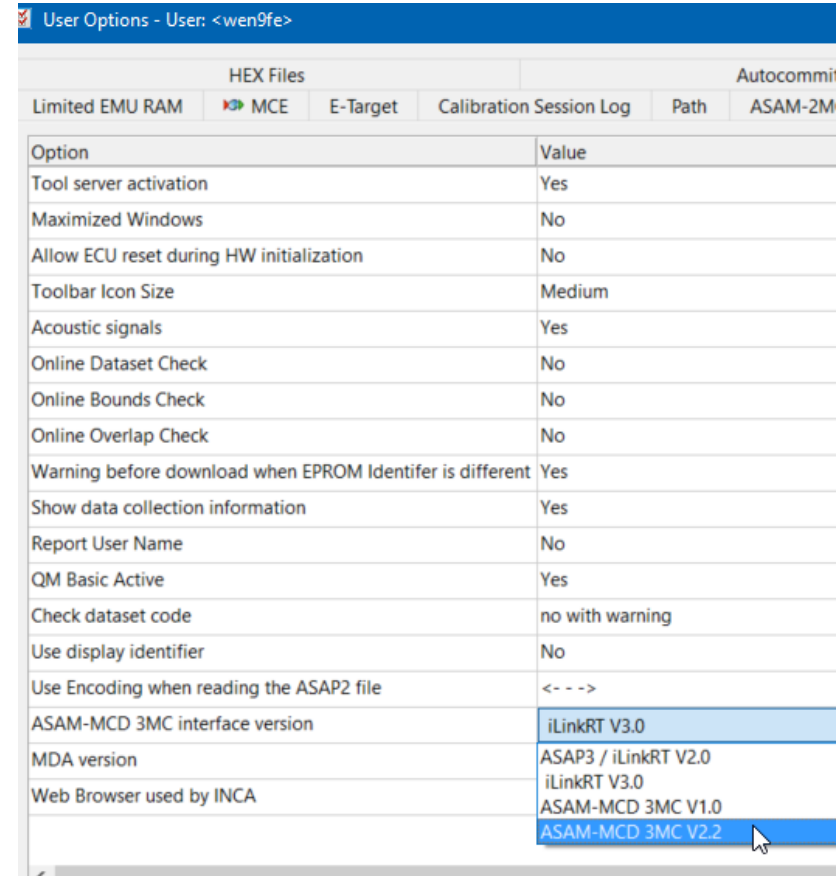 User Options - User: <wen9fe>
HEX Files Autocommit
Limited EMU RAM MCE E-Target Calibration Session Log Path ASAM-2M
Option Value
Tool server activation Yes
Maximized Windows No
Allow ECU reset during HW initialization No
Toolbar Icon Size Medium
Acoustic signals Yes
Online Dataset Check No
Online Bounds Check No
Online Overlap Check No
Warning before download when EPROM Identifer is different Yes
Show data collection information Yes
Report User Name No
QM Basic Active Yes
Check dataset code no with warning
Use display identifier No
Use Encoding when reading the ASAP2 file <- - ->
ASAM-MCD 3MC interface version iLinkRT V3.0
MDA version ASAP3 / iLinkRT V2.0
iLinkRT V3.0
Web Browser used by INCA ASAM-MCD 3MC V1.0
ASAM-MCD 3MC V2.2